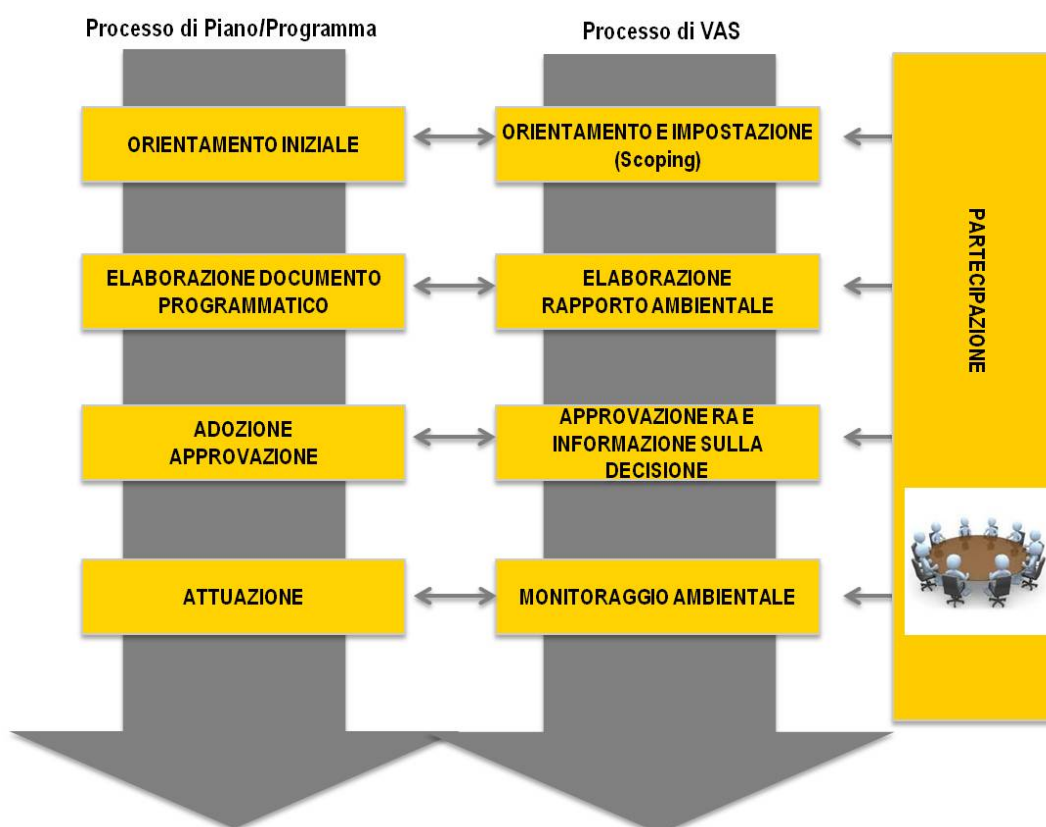 Processo di Piano/Programma
Processo di VAS
ORIENTAMENTO INIZIALE
ORIENTAMENTO E IMPOSTAZIONE
(Scoping)
ELABORAZIONE DOCUMENTO
PROGRAMMATICO
ELABORAZIONE
RAPPORTO AMBIENTALE
ADOZIONE
APPROVAZIONE
APPROVAZIONE RA E
INFORMAZIONE SULLA
DECISIONE
ATTUAZIONE
MONITORAGGIO AMBIENTALE
PARTECIPAZIONE